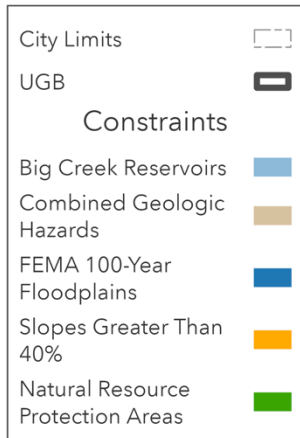 City Limits
UGB
Constraints
Big Creek Reservoirs
Combined Geologic
Hazards
FEMA 100-Year
Floodplains
Slopes Greater Than
40%
Natural Resource
Protection Areas